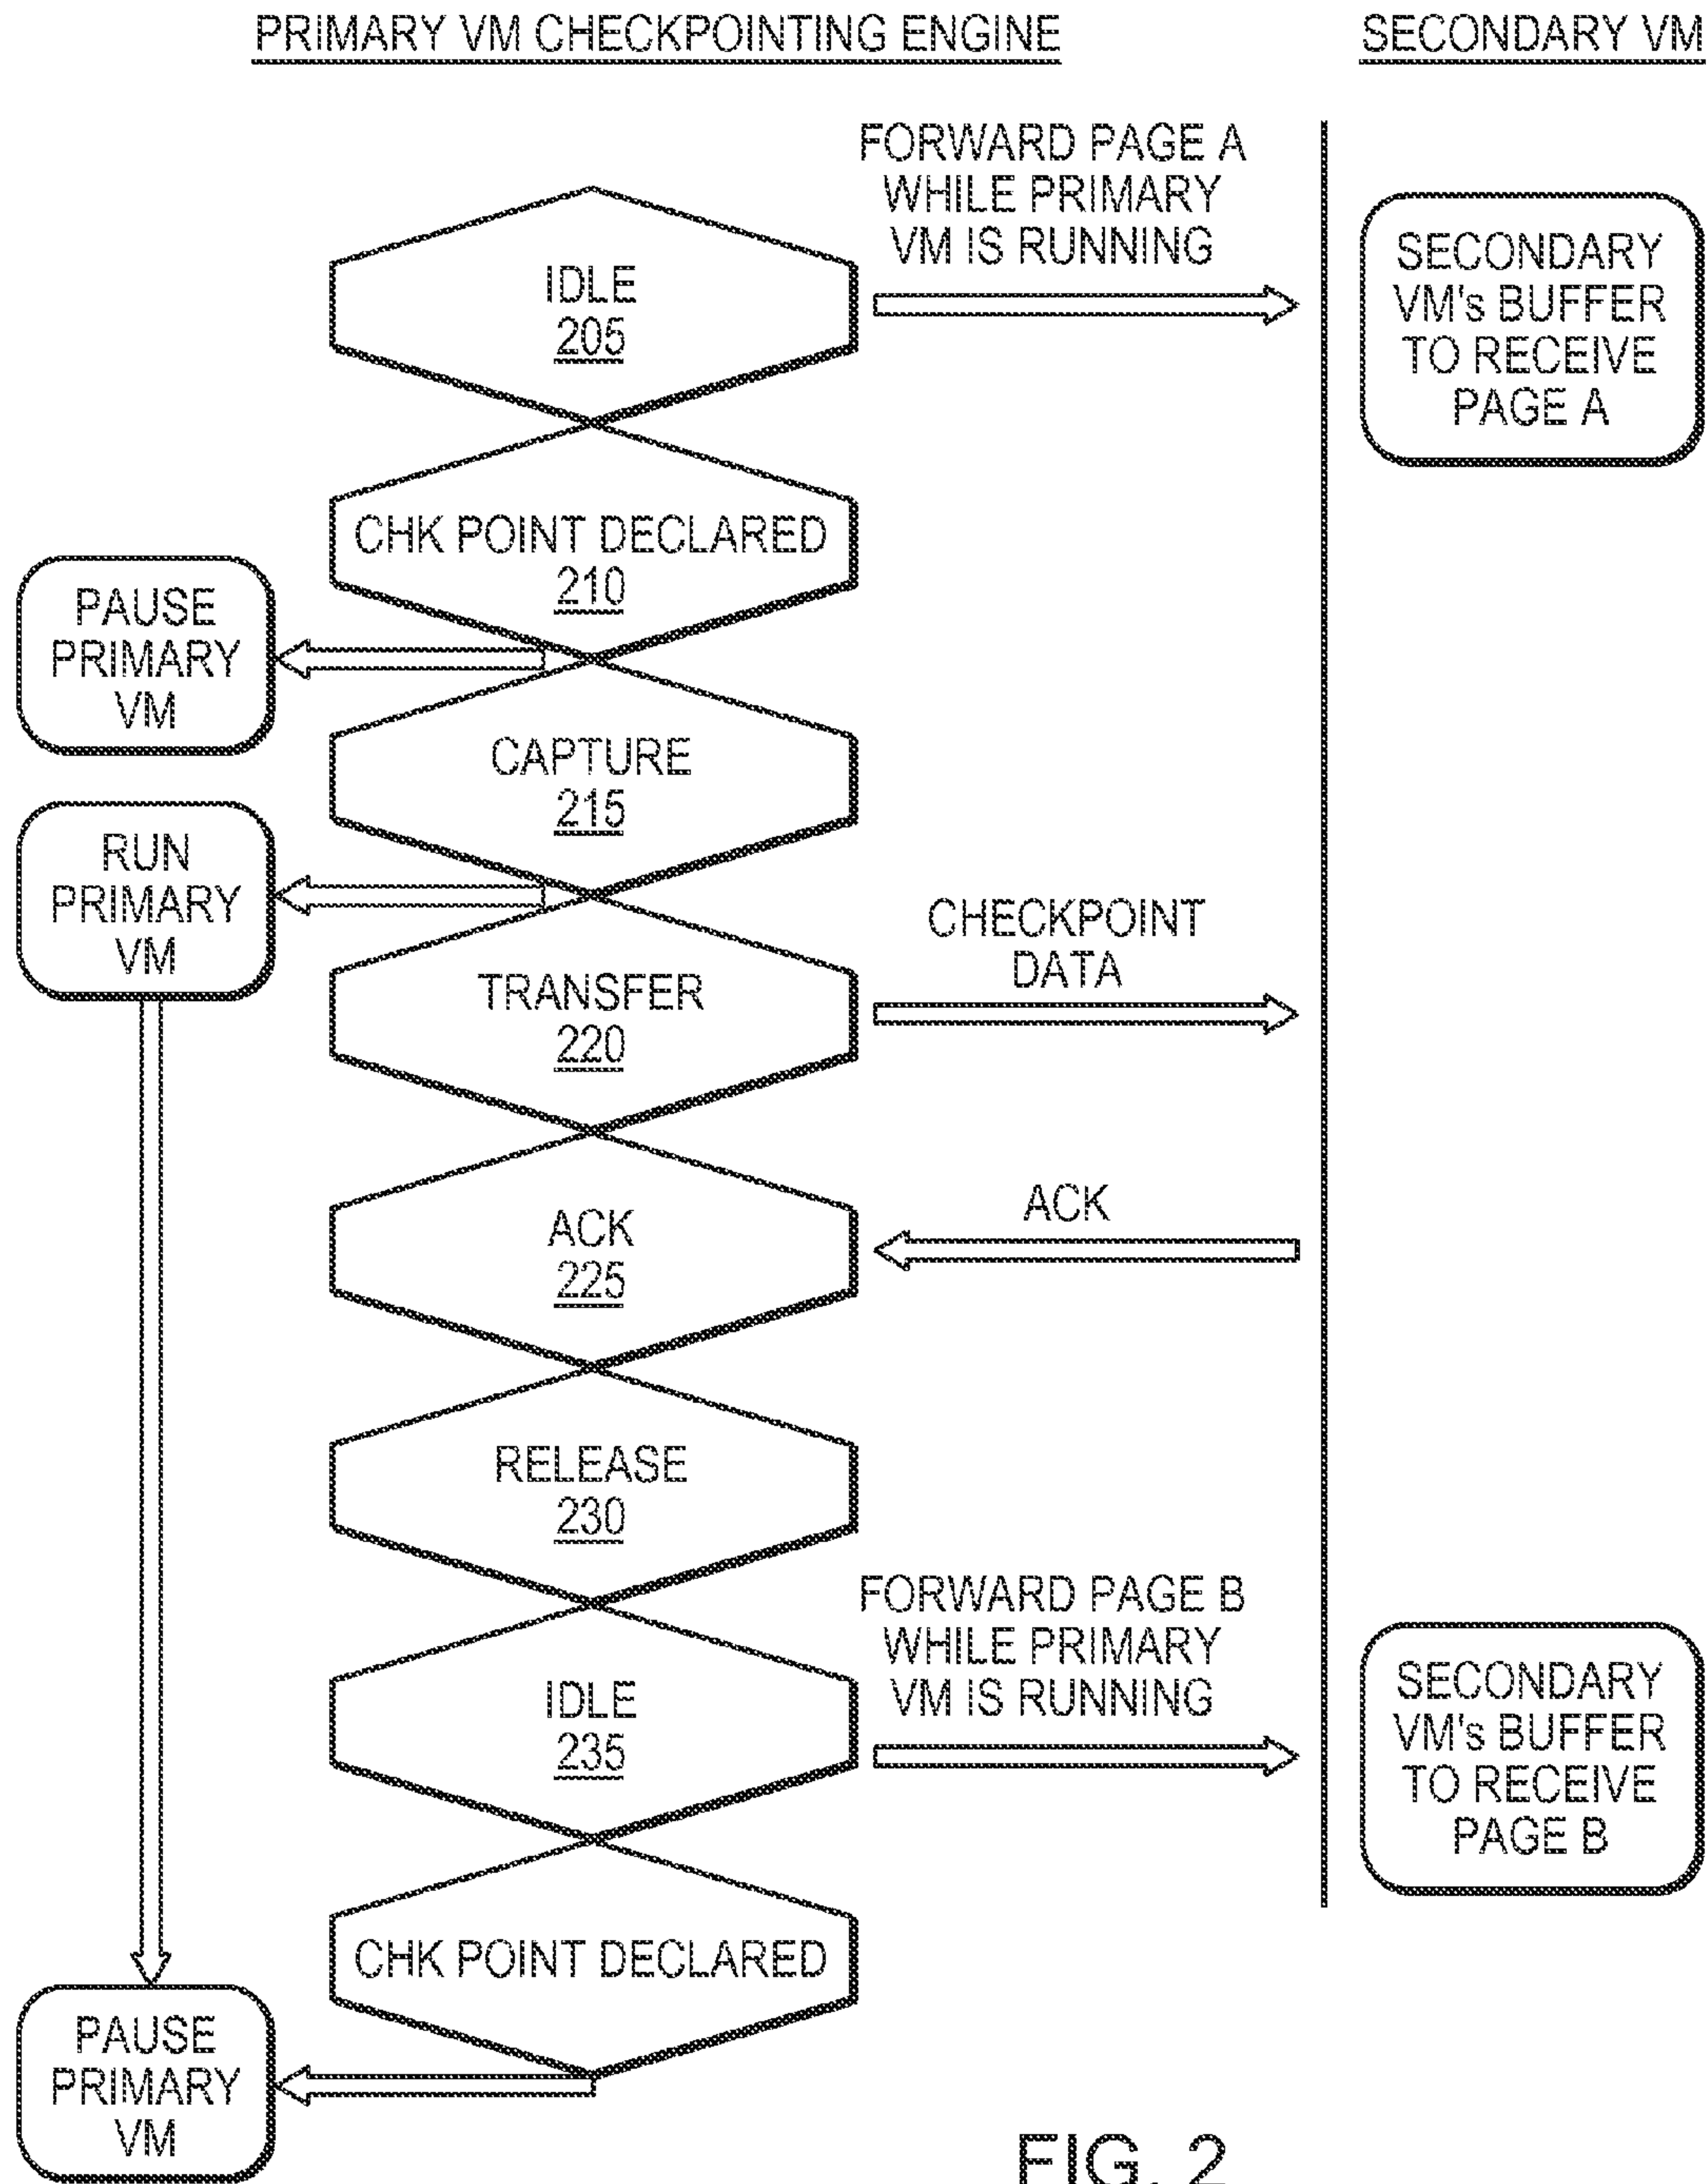 PRIMARY VM CHECKPOINTING ENGINE
SECONDARY VM
FORWARD PAGE A
WHILE PRIMARY
VM IS RUNNING
IDLE
205
SECONDARY
VM's BUFFER
TO RECEIVE
PAGE A
CHK POINT DECLARED
210
PAUSE
PRIMARY
VM
CAPTURE
215
RUN
PRIMARY
VM
TRANSFER
220
CHECKPOINT
DATA
ACK
225
ACK
RELEASE
230
FORWARD PAGE B
WHILE PRIMARY
VM IS RUNNING
IDLE
235
SECONDARY
VM's BUFFER
TO RECEIVE
PAGE B
CHK POINT DECLARED
PAUSE
PRIMARY
VM
FIG. 2